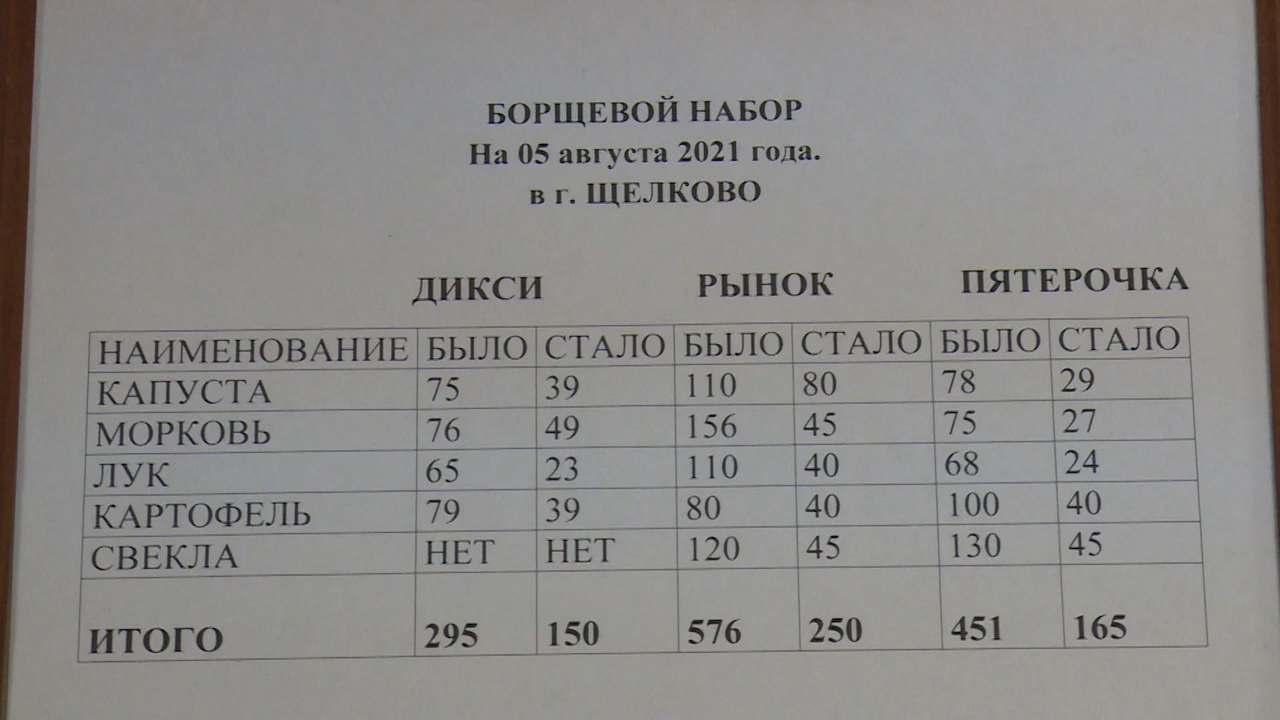 БОРЩЕВОЙ НАБОР
На 05 августа 2021 года.
в г. ЩЕЛКОВО
ДИКСИ РЫНОК ПЯТЕРОЧКА
НАИМЕНОВАНИЕ БЫЛО СТАЛО БЫЛО СТАЛО БЫЛО СТАЛО
КАПУСТА 75 39 110 80 78 29
МОРКОВЬ 76 49 156 45 75 27
ЛУК 65 23 110 40 68 24
КАРТОФЕЛЬ 79 39 80 40 100 40
СВЕКЛА НЕТ НЕТ 120 45 130 45
ИТОГО 295 150 576 250 451 165